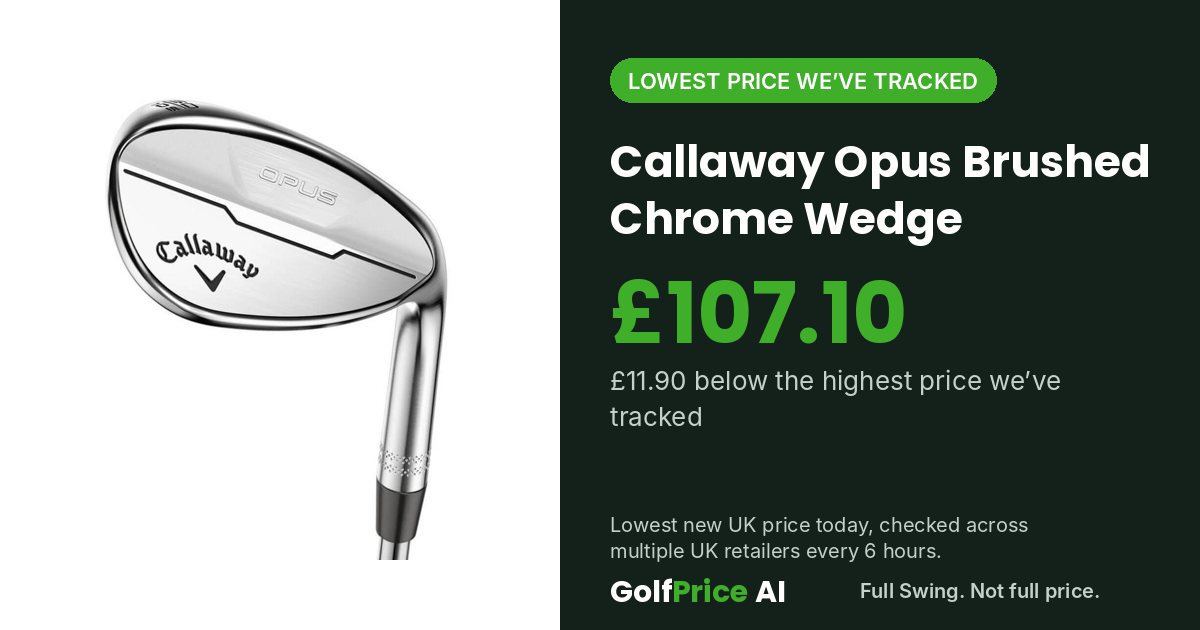 OPUS
Callaway
LOWEST PRICE WE’VE TRACKED
Callaway Opus Brushed
Chrome Wedge
£107.10
£11.90 below the highest price we’ve
tracked
Lowest new UK price today, checked across
multiple UK retailers every 6 hours.
GolfPrice AI
Full Swing. Not full price.